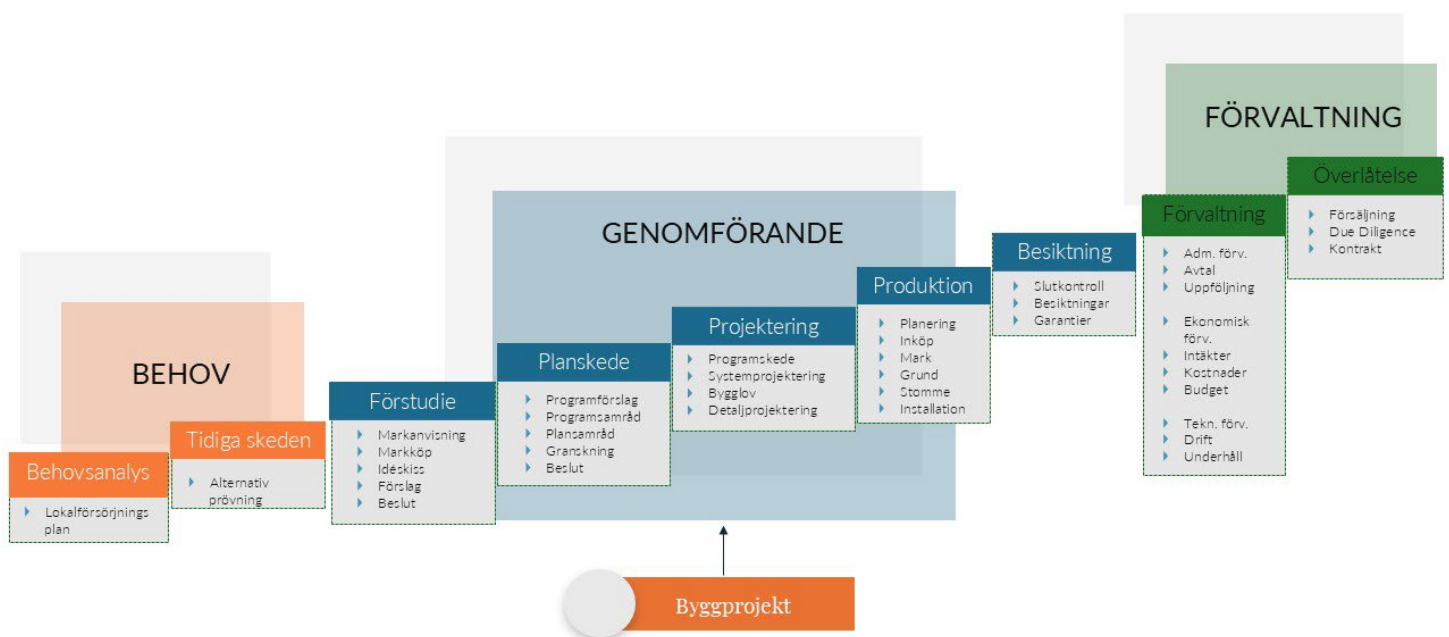 BEHOV
Behovsanalys
Lokalförsörjnings
plan
Tidiga skeden
Alternativ
prövning
GENOMFÖRANDE
Förstudie
Markanvisning
Markköp
Idéskiss
Förslag
Beslut
Planskede
Programförslag
Programsamråd
Plansamråd
Granskning
Beslut
Projektering
Programskede
Systemprojektering
Bygglov
Detaljprojektering
Produktion
Planering
Inköp
Mark
Grund
Stomme
Installation
Besiktning
Slutkontroll
Besiktningar
Garantier
FÖRVALTNING
Förvaltning
Adm. förv.
Avtal
Uppföljning
Ekonomisk
förv.
Intäkter
Kostnader
Budget
Tekn. förv.
Drift
Underhåll
Överlåtelse
Försäljning
Due Diligence
Kontrakt
Byggprojekt